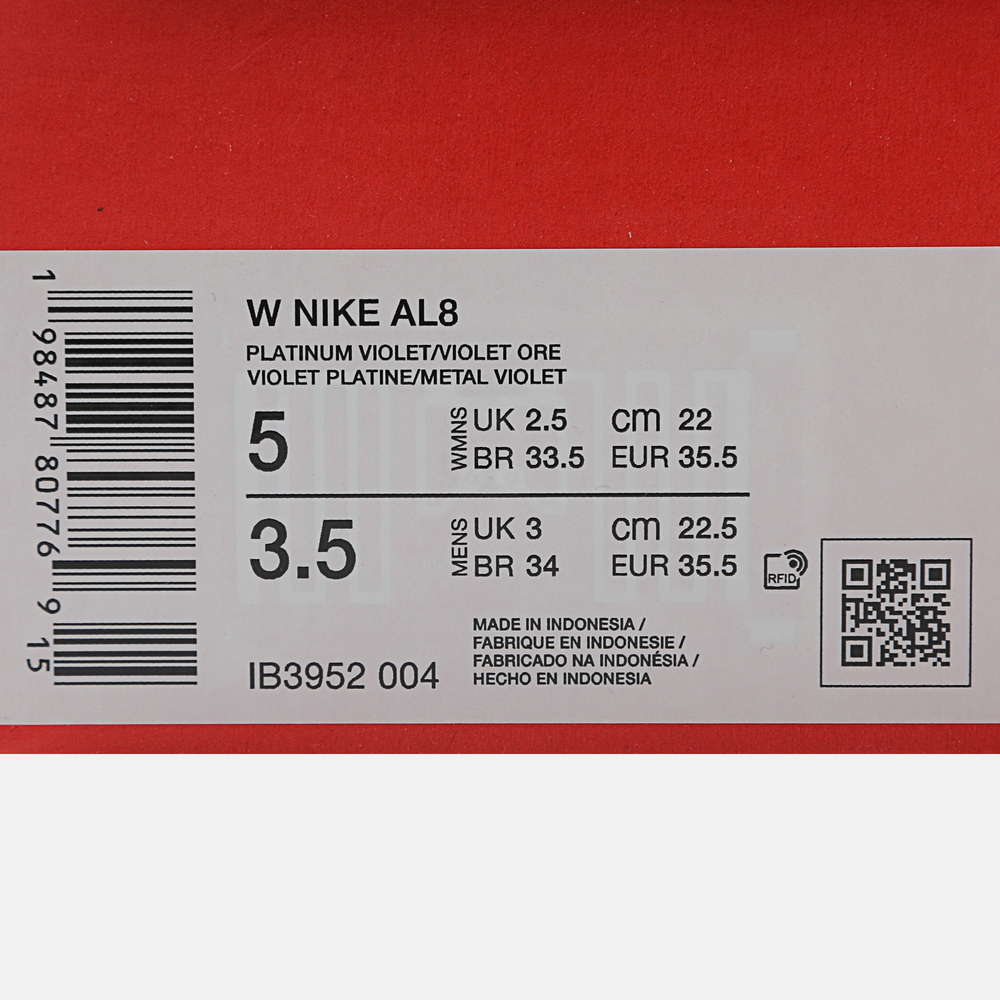 W NIKE AL8
PLATINUM VIOLET/VIOLET ORE
VIOLET PLATINE/METAL VIOLET
5 WMNS UK 2.5 cm 22
BR 33.5 EUR 35.5
3.5 MENS UK 3 cm 22.5
BR 34 EUR 35.5
RFID
MADE IN INDONESIA /
FABRIQUE EN INDONESIE /
FABRICADO NA INDONÉSIA /
HECHO EN INDONESIA
IB3952 004
1 98487 80776 9 15